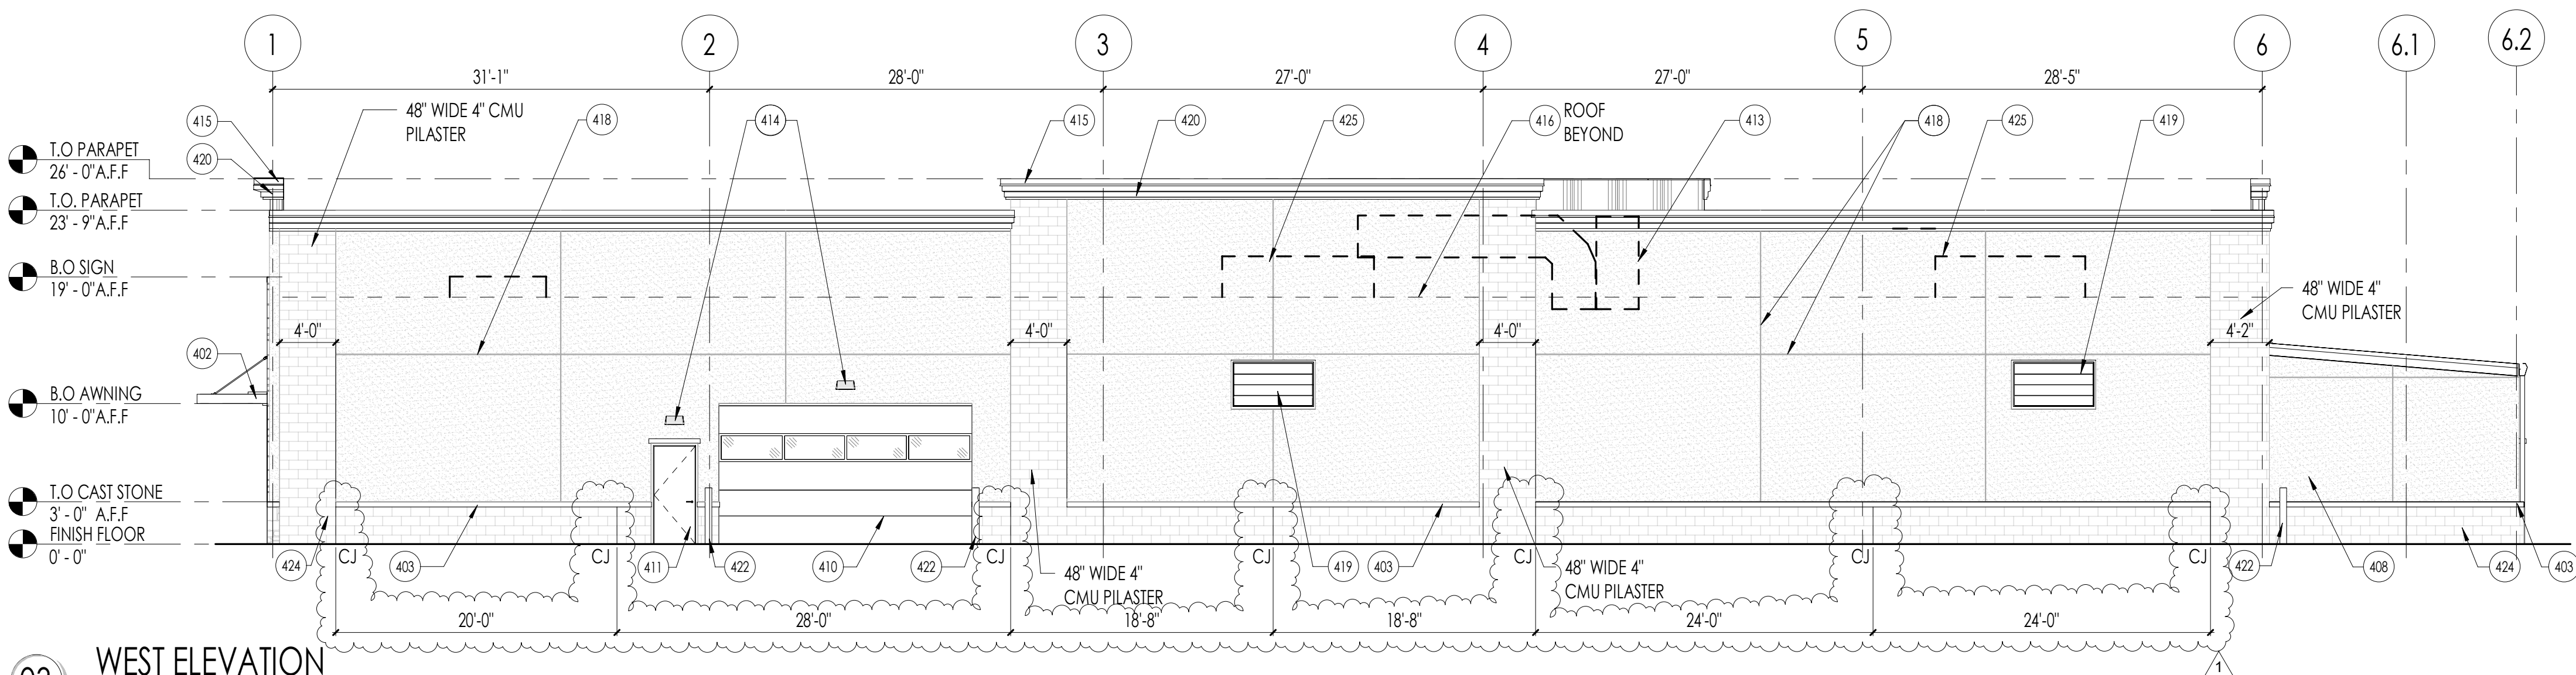 1
2
3
4
5
6
6.1
6.2
31'-1"
28'-0"
27'-0"
27'-0"
28'-5"
415
420
48" WIDE 4" CMU
PILASTER
418
414
415
420
425
416
ROOF
BEYOND
413
418
425
419
T.O PARAPET
26' - 0"A.F.F
T.O. PARAPET
23' - 9"A.F.F
B.O SIGN
19' - 0"A.F.F
48" WIDE 4"
CMU PILASTER
4'-0"
4'-0"
4'-0"
4'-2"
402
B.O AWNING
10' - 0"A.F.F
T.O CAST STONE
3' - 0" A.F.F
FINISH FLOOR
0' - 0"
CJ
CJ
CJ
CJ
CJ
CJ
CJ
424
403
411
422
410
422
48" WIDE 4"
CMU PILASTER
419
403
48" WIDE 4"
CMU PILASTER
422
408
424
403
20'-0"
28'-0"
18'-8"
18'-8"
24'-0"
24'-0"
WEST ELEVATION
1